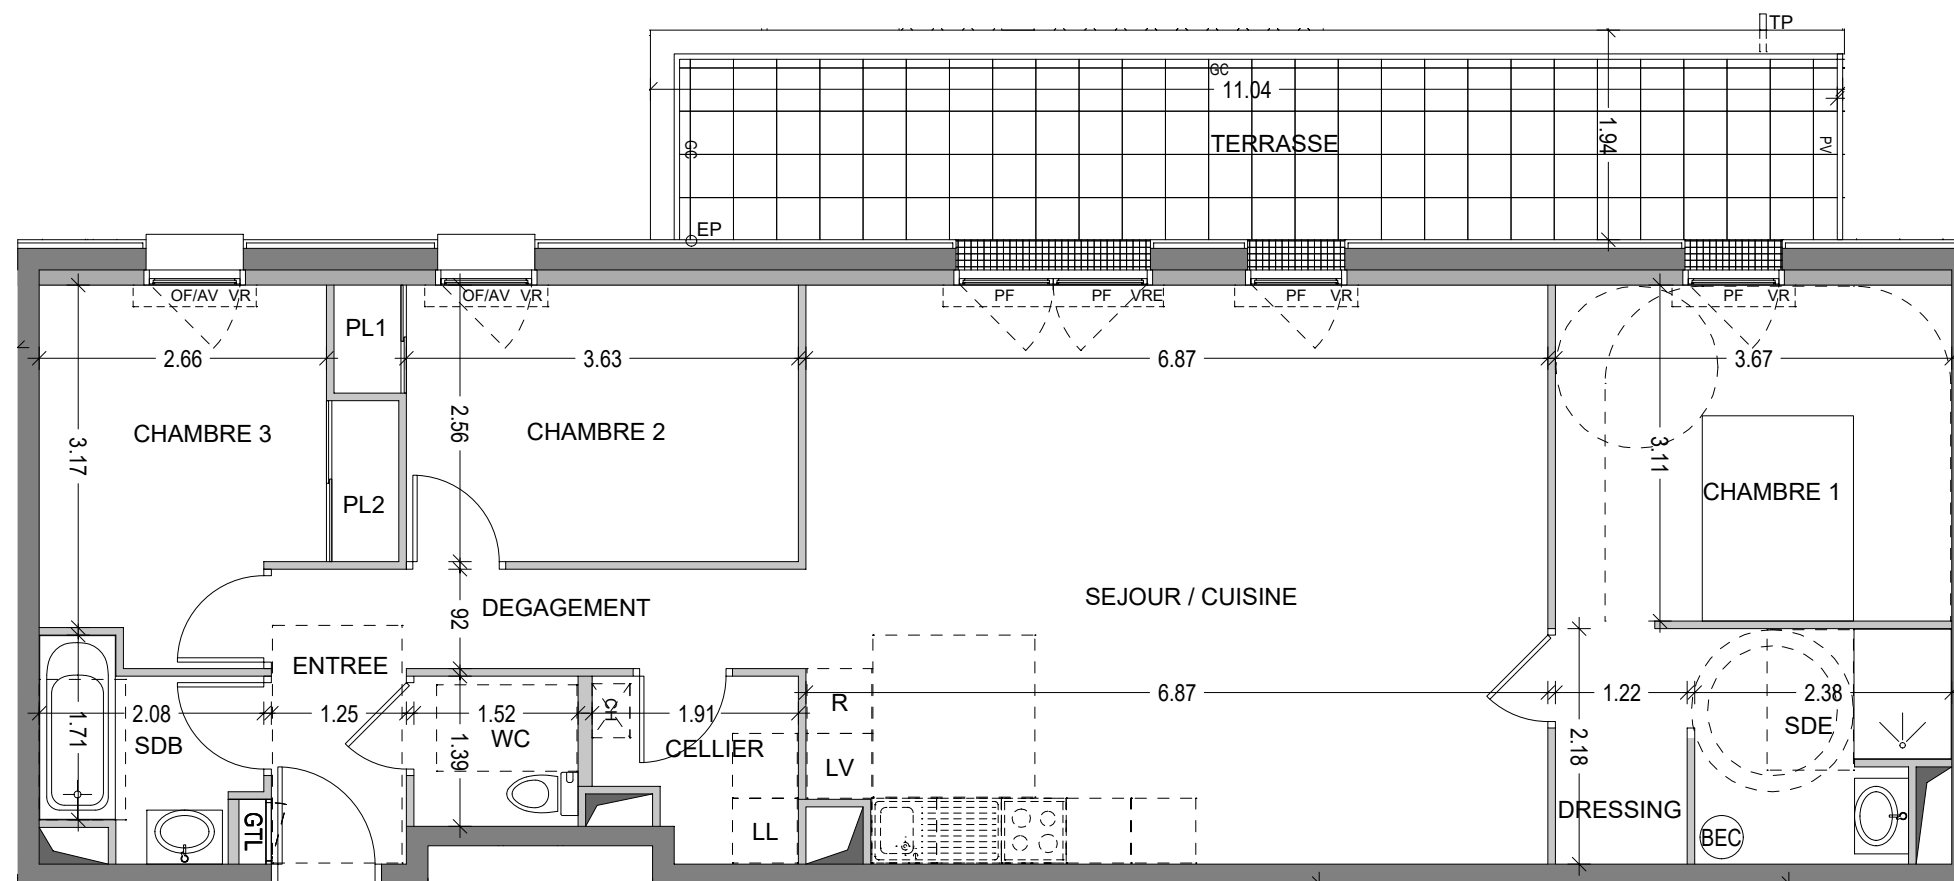 TP
GC
11.04
1.94
TERRASSE
GC
PV
EP
OF/AV VR
OF/AV VR
PF
PF VRE
PF VR
PF VR
PL1
2.66
3.63
6.87
3.67
3.17
2.56
3.11
CHAMBRE 3
CHAMBRE 2
CHAMBRE 1
PL2
DEGAGEMENT
92
SEJOUR / CUISINE
ENTREE
R
6.87
1.22
2.38
2.08
1.25
1.52
CH
1.91
1.71
SDB
WC
1.39
CELLIER
2.18
SDE
LV
DRESSING
GTL
LL
BEC